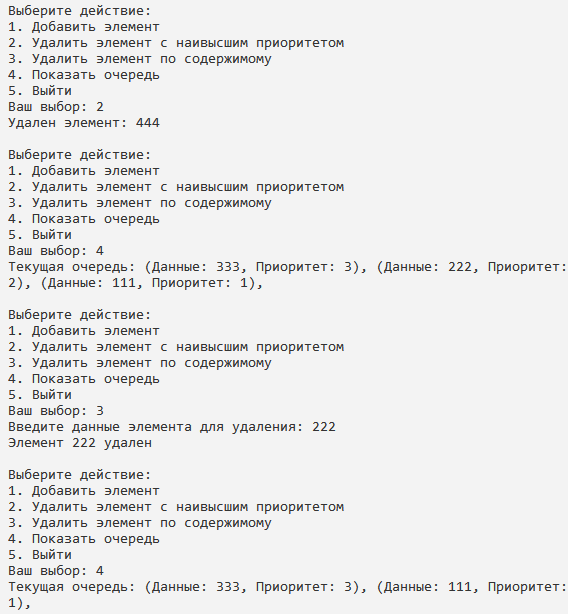 Выберите действие:
1. Добавить элемент
2. Удалить элемент с наивысшим приоритетом
3. Удалить элемент по содержимому
4. Показать очередь
5. Выйти
Ваш выбор: 2
Удален элемент: 444

Выберите действие:
1. Добавить элемент
2. Удалить элемент с наивысшим приоритетом
3. Удалить элемент по содержимому
4. Показать очередь
5. Выйти
Ваш выбор: 4
Текущая очередь: (Данные: 333, Приоритет: 3), (Данные: 222, Приоритет:
2), (Данные: 111, Приоритет: 1),

Выберите действие:
1. Добавить элемент
2. Удалить элемент с наивысшим приоритетом
3. Удалить элемент по содержимому
4. Показать очередь
5. Выйти
Ваш выбор: 3
Введите данные элемента для удаления: 222
Элемент 222 удален

Выберите действие:
1. Добавить элемент
2. Удалить элемент с наивысшим приоритетом
3. Удалить элемент по содержимому
4. Показать очередь
5. Выйти
Ваш выбор: 4
Текущая очередь: (Данные: 333, Приоритет: 3), (Данные: 111, Приоритет:
1),